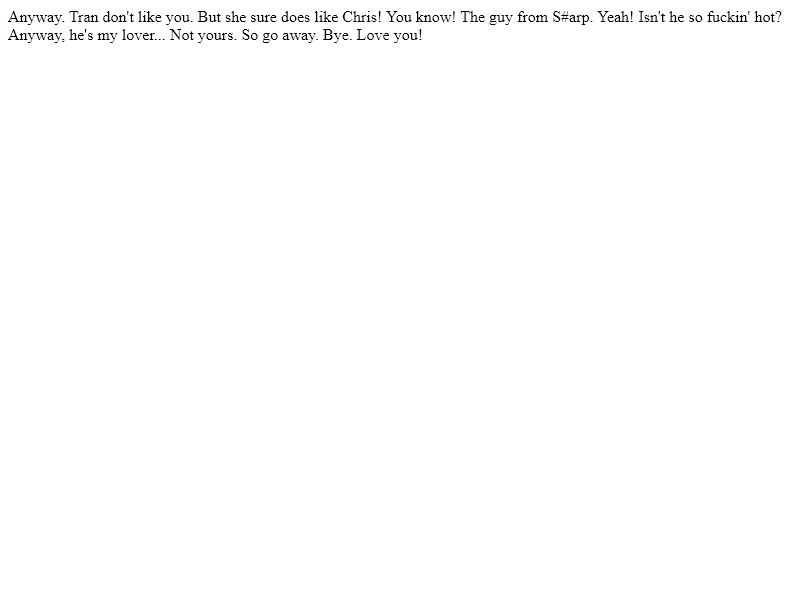 Anyway. Tran don't like you. But she sure does like Chris! You know! The guy from S#arp. Yeah! Isn't he so fuckin' hot?
Anyway, he's my lover... Not yours. So go away. Bye. Love you!